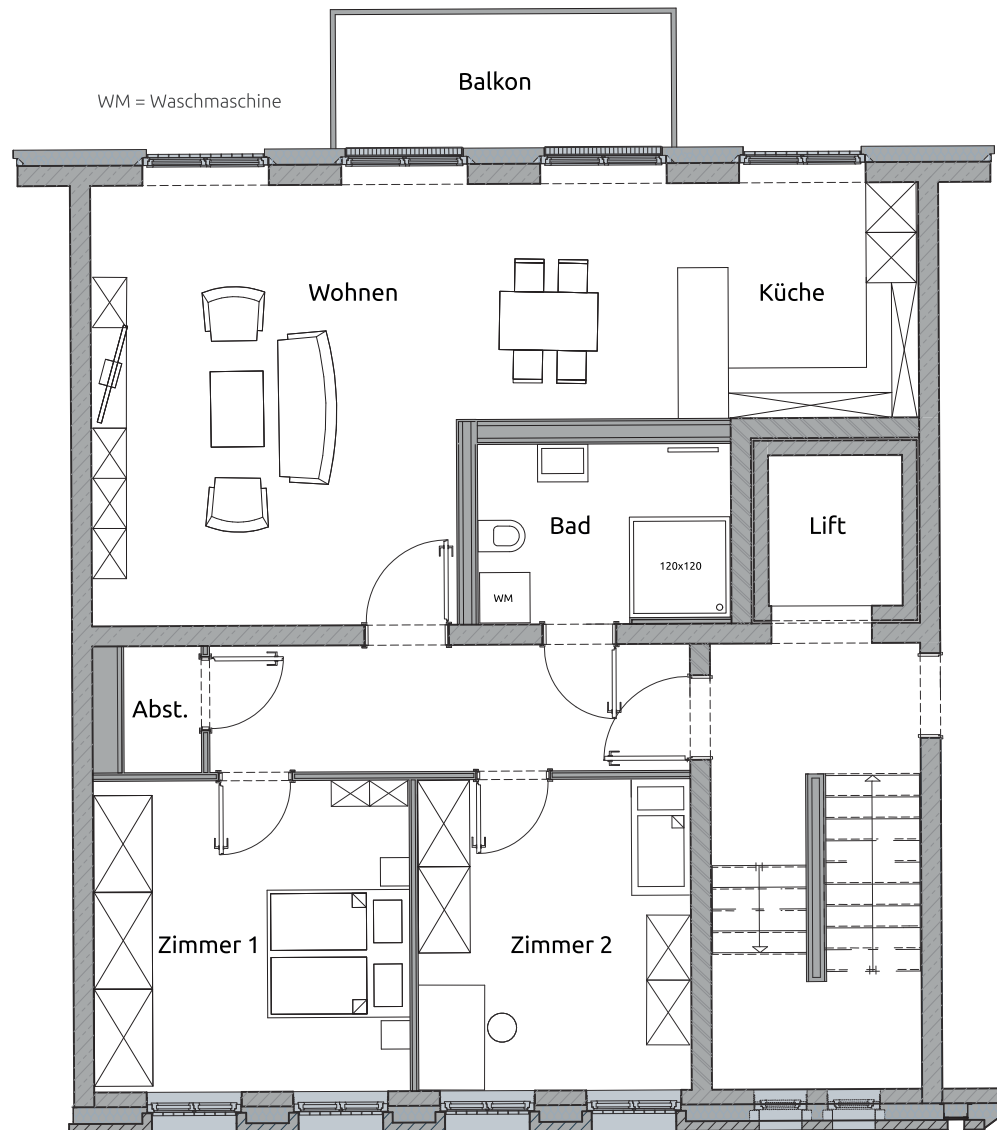 Balkon
WM = Waschmaschine
Wohnen
Küche
Bad
Lift
120x120
WM
Abst.
Zimmer 1
Zimmer 2